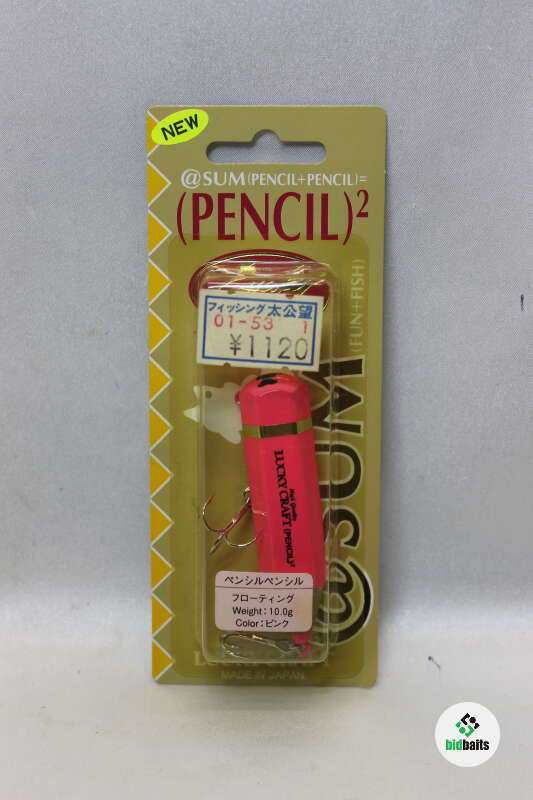 NEW
@SUM(PENCIL+PENCIL)=
(PENCIL)²
フィッシング太公望
01-53 1
¥1120
@SUM(FUN+FISH)
LUCKY CRAFT (PENCIL)²
ペンシルペンシル
フローティング
Weight:10.0g
Color:ピンク
MADE IN JAPAN
bidbaits